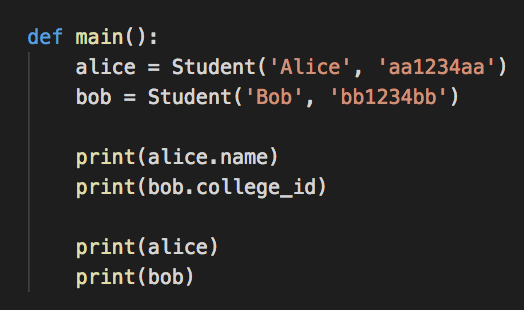 def main():
    alice = Student('Alice', 'aa1234aa')
    bob = Student('Bob', 'bb1234bb')

    print(alice.name)
    print(bob.college_id)

    print(alice)
    print(bob)